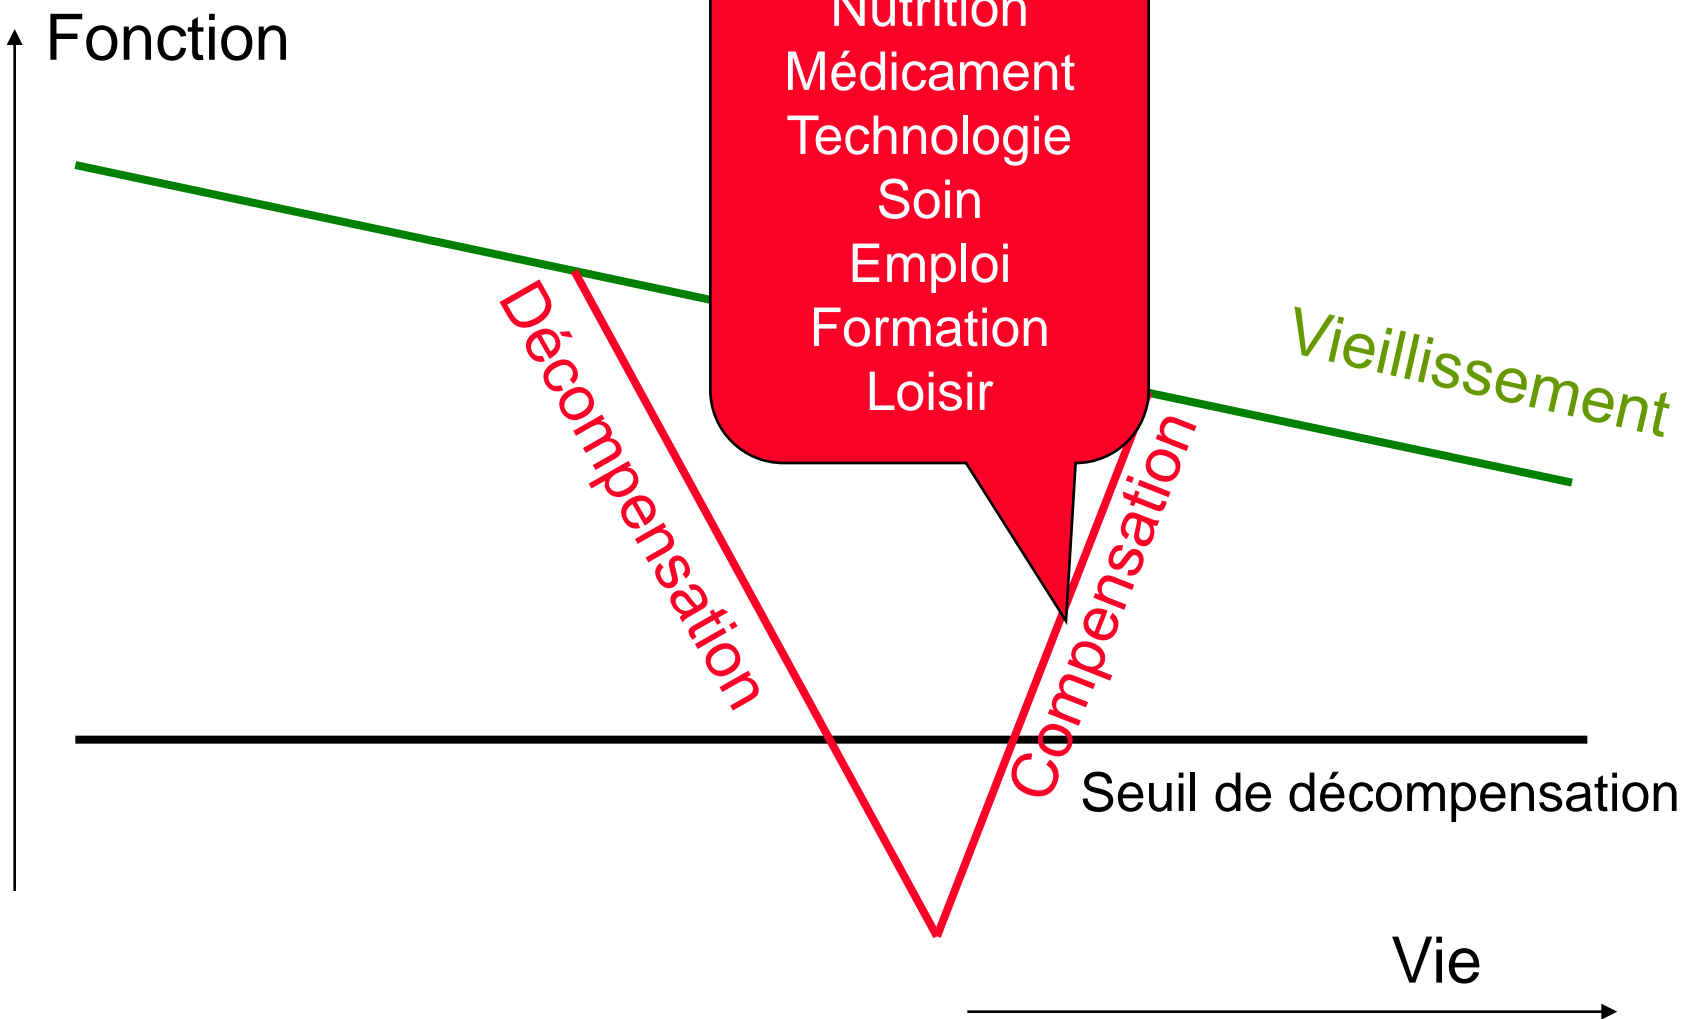 Fonction
Nutrition
Médicament
Technologie
Soin
Emploi
Formation
Loisir
Vieillissement
Décompensation
Compensation
Seuil de décompensation
Vie